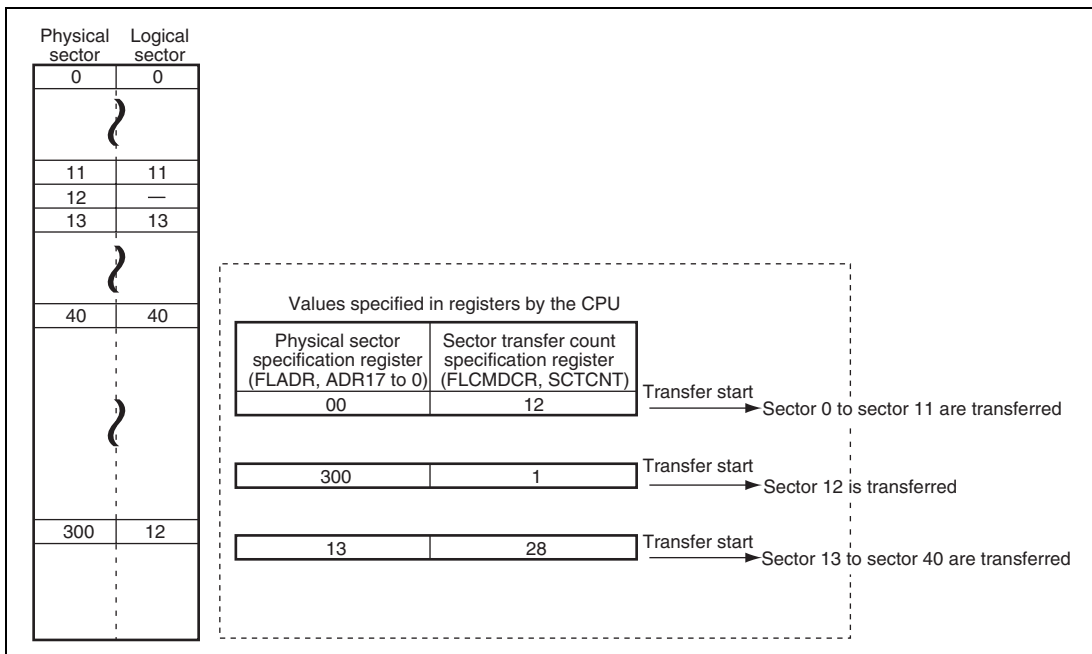 Physical sector
Logical sector
0 0
11 11
12 —
13 13
40 40
300 12
Values specified in registers by the CPU
Physical sector specification register (FLADR, ADR17 to 0)
Sector transfer count specification register (FLCMDCR, SCTCNT)
00 12
Transfer start
Sector 0 to sector 11 are transferred
300 1
Transfer start
Sector 12 is transferred
13 28
Transfer start
Sector 13 to sector 40 are transferred